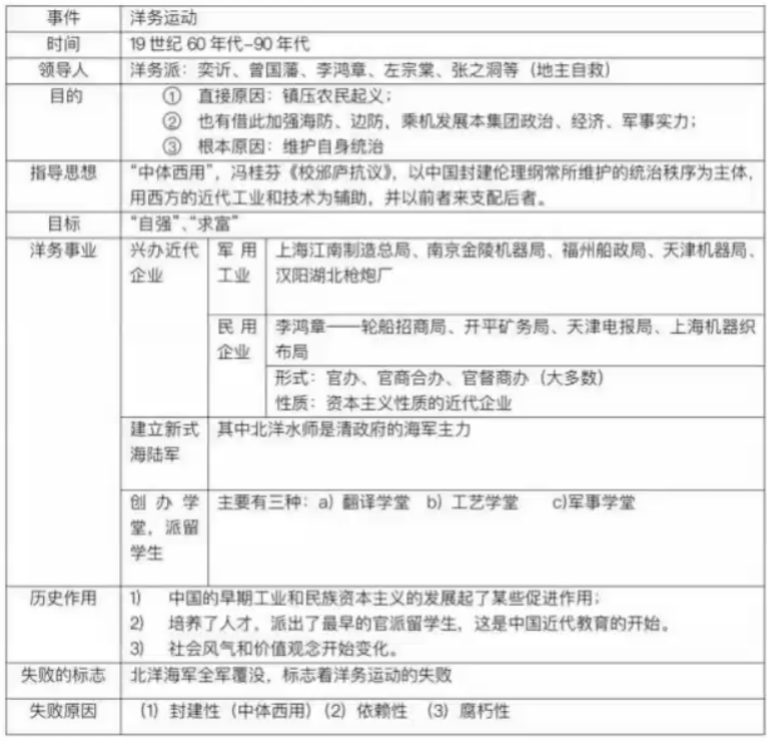 事件 洋务运动
时间 19世纪60年代-90年代
领导人 洋务派：奕訢、曾国藩、李鸿章、左宗棠、张之洞等（地主自救）
目的 ① 直接原因：镇压农民起义；
② 也有借此加强海防、边防，乘机发展本集团政治、经济、军事实力；
③ 根本原因：维护自身统治
指导思想 “中体西用”，冯桂芬《校邠庐抗议》，以中国封建伦理纲常所维护的统治秩序为主体，
用西方的近代工业和技术为辅助，并以前者来支配后者。
目标 “自强”、“求富”
洋务事业 兴办近代 军用 上海江南制造总局、南京金陵机器局、福州船政局、天津机器局、
企业 工业 汉阳湖北枪炮厂
民用 李鸿章——轮船招商局、开平矿务局、天津电报局、上海机器织
企业 布局
形式：官办、官商合办、官督商办（大多数）
性质：资本主义性质的近代企业
建立新式 其中北洋水师是清政府的海军主力
海陆军
创办学 主要有三种：a）翻译学堂 b）工艺学堂 c)军事学堂
堂，派留
学生
历史作用 1) 中国的早期工业和民族资本主义的发展起了某些促进作用；
2) 培养了人才，派出了最早的官派留学生，这是中国近代教育的开始。
3) 社会风气和价值观念开始变化。
失败的标志 北洋海军全军覆没，标志着洋务运动的失败
失败原因 （1）封建性（中体西用）（2）依赖性 （3）腐朽性